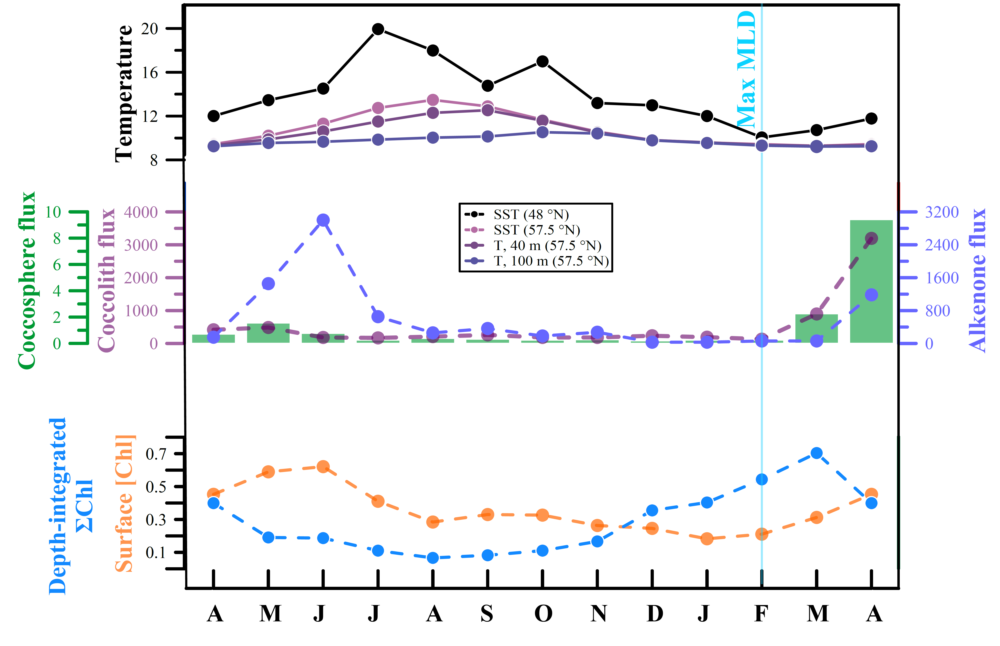 Max MLD
Temperature
20
16
12
8
SST (48 °N)
SST (57.5 °N)
T, 40 m (57.5 °N)
T, 100 m (57.5 °N)
Coccosphere flux
10
8
6
4
2
0
Coccolith flux
4000
3000
2000
1000
0
3200
2400
1600
800
0
Alkenone flux
Depth-integrated
ΣChl
Surface [Chl]
0.7
0.5
0.3
0.1
A M J J A S O N D J F M A